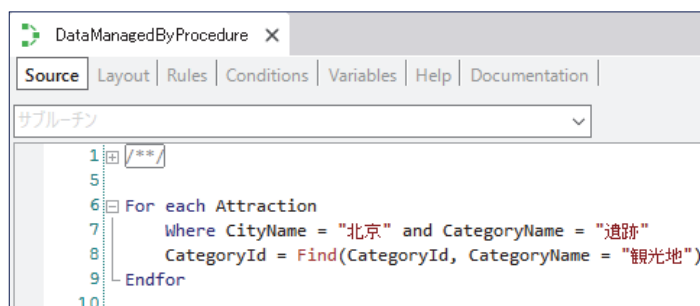 DataManagedByProcedure ×
Source | Layout | Rules | Conditions | Variables | Help | Documentation |
サブルーチン
1 /**/
5
6 For each Attraction
7 Where CityName = "北京" and CategoryName = "遺跡"
8 CategoryId = Find(CategoryId, CategoryName = "観光地")
9 Endfor
10